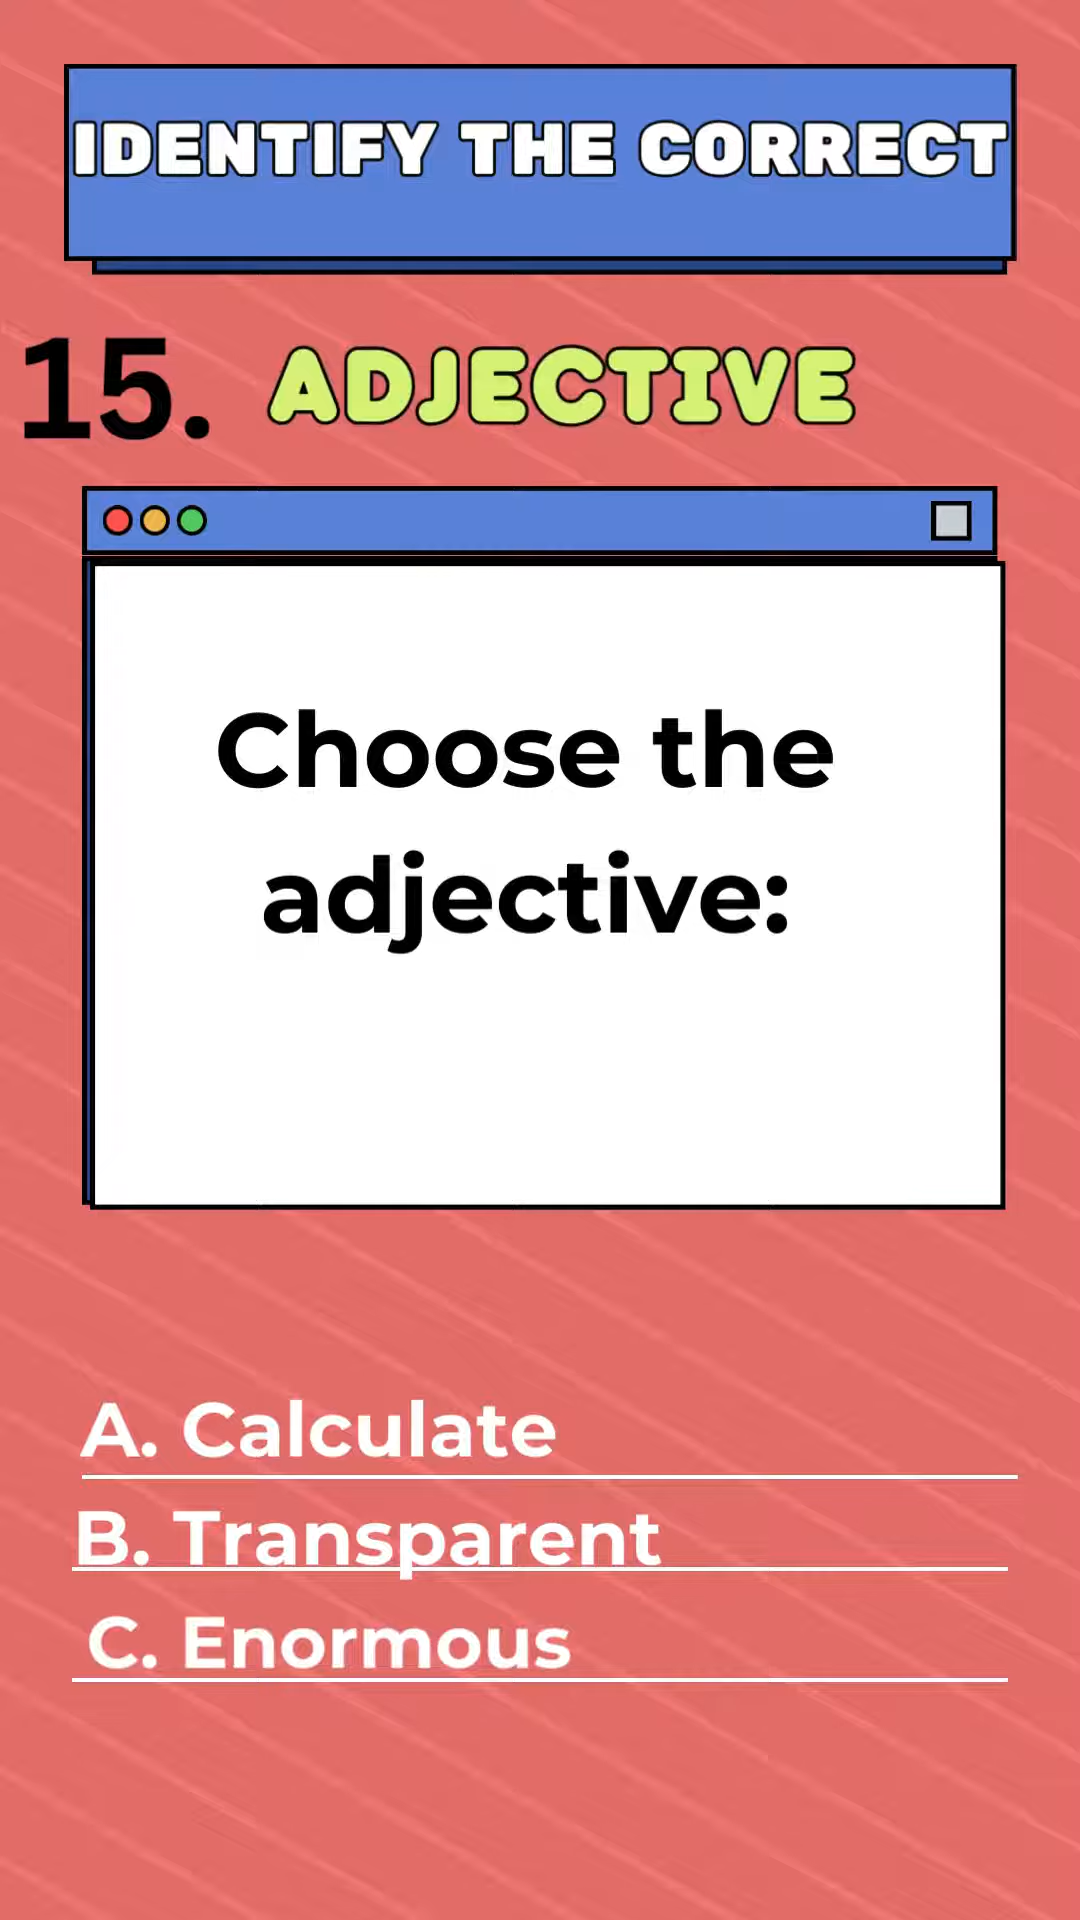 IDENTIFY THE CORRECT
15. ADJECTIVE
Choose the
adjective:
A. Calculate
B. Transparent
C. Enormous